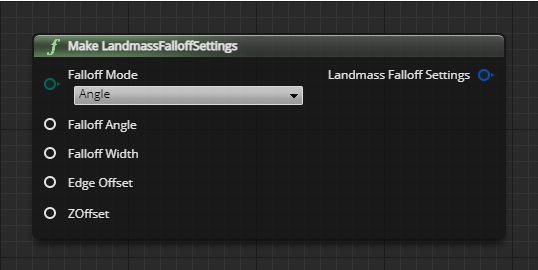 Make LandmassFalloffSettings
Falloff Mode
Landmass Falloff Settings
Angle
Falloff Angle
Falloff Width
Edge Offset
ZOffset